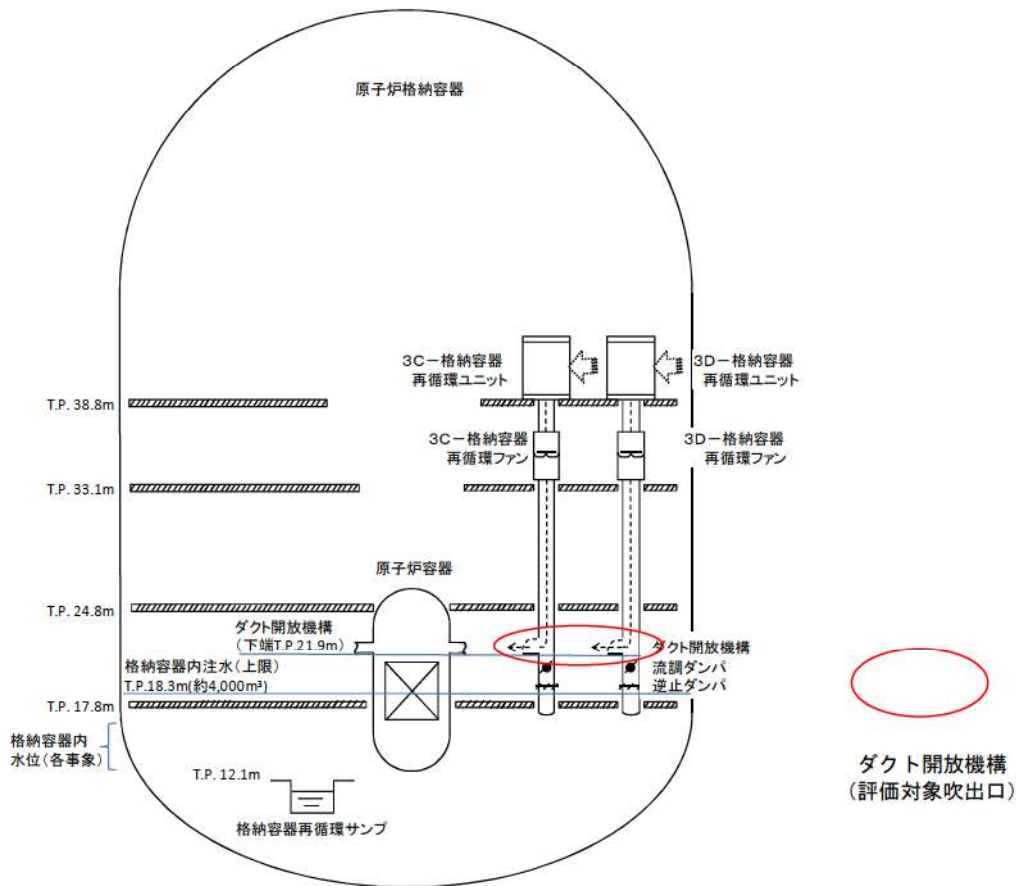 原子炉格納容器
3C－格納容器
再循環ユニット
3D－格納容器
再循環ユニット
T.P. 38.8m
3C－格納容器
再循環ファン
3D－格納容器
再循環ファン
T.P. 33.1m
原子炉容器
T.P. 24.8m
ダクト開放機構
（下端T.P.21.9m）
ダクト開放機構
流調ダンパ
逆止ダンパ
格納容器内注水（上限）
T.P.18.3m(約4,000m³)
T.P. 17.8m
格納容器内
水位（各事象）
T.P. 12.1m
格納容器再循環サンプ
ダクト開放機構
（評価対象吹出口）